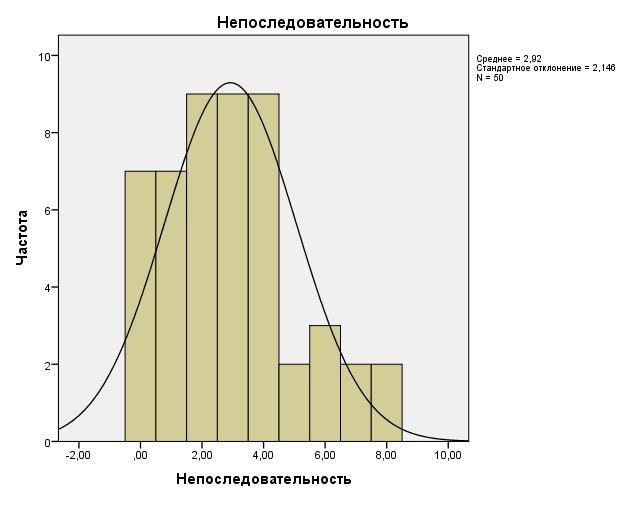 Непоследовательность
Среднее = 2,92
Стандартное отклонение = 2,146
N = 50
Частота
10
8
6
4
2
0
-2,00 ,00 2,00 4,00 6,00 8,00 10,00
Непоследовательность